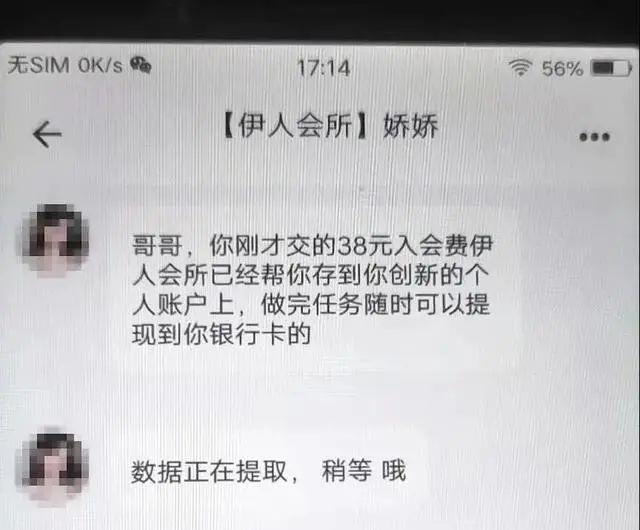 无SIM 0K/s 17:14 56%
【伊人会所】娇娇
哥哥，你刚才交的38元入会费伊
人会所已经帮你存到你创新的个
人账户上，做完任务随时可以提
现到你银行卡的
数据正在提取， 稍等 哦